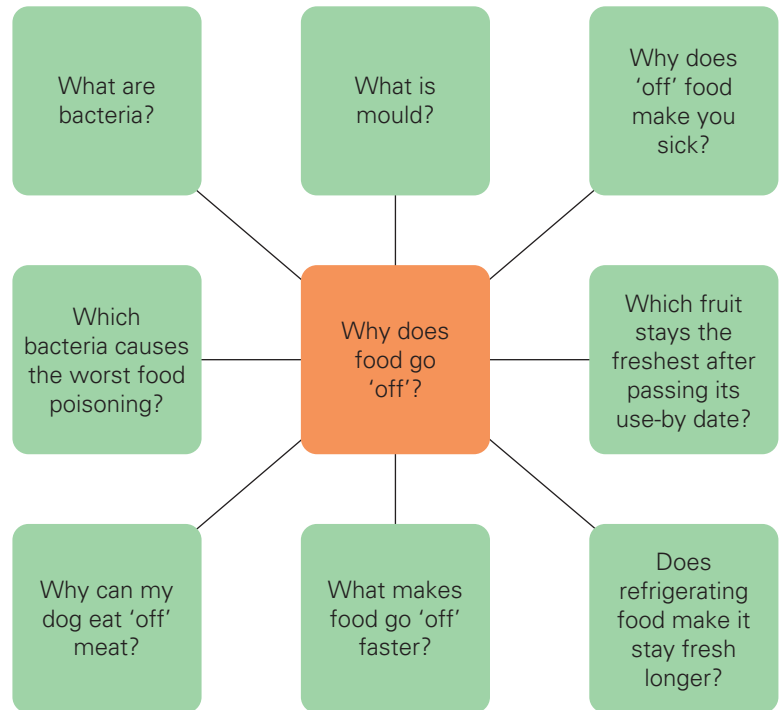 What are
bacteria?
What is
mould?
Why does
‘off’ food
make you
sick?
Which
bacteria causes
the worst food
poisoning?
Why does
food go
‘off’?
Which fruit
stays the
freshest after
passing its
use-by date?
Why can my
dog eat ‘off’
meat?
What makes
food go ‘off’
faster?
Does
refrigerating
food make it
stay fresh
longer?